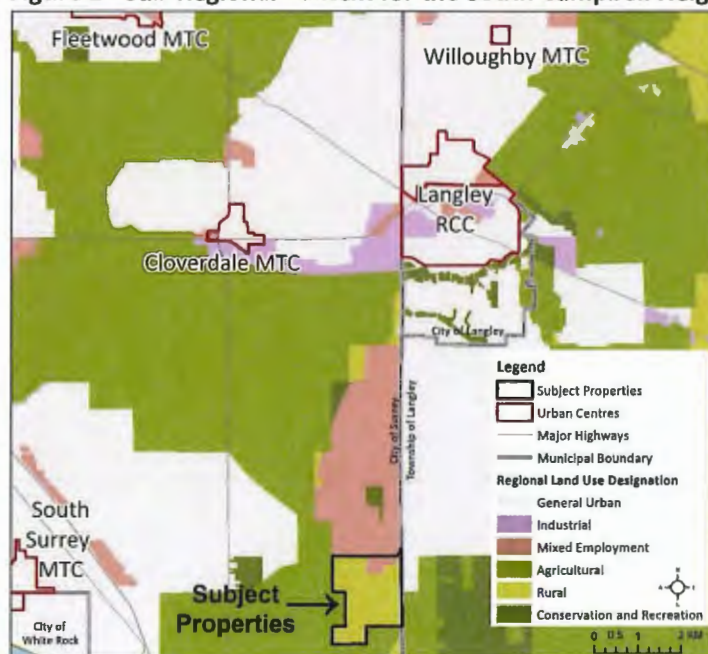 Fleetwood MTC
Willoughby MTC
Langley
RCC
Cloverdale MTC
City of Langley
City of Surrey
Township of Langley
South
Surrey
MTC
City of
White Rock
Subject
Properties
Legend
Subject Properties
Urban Centres
Major Highways
Municipal Boundary
Regional Land Use Designation
General Urban
Industrial
Mixed Employment
Agricultural
Rural
Conservation and Recreation
N
0 0.5 1 2 KM